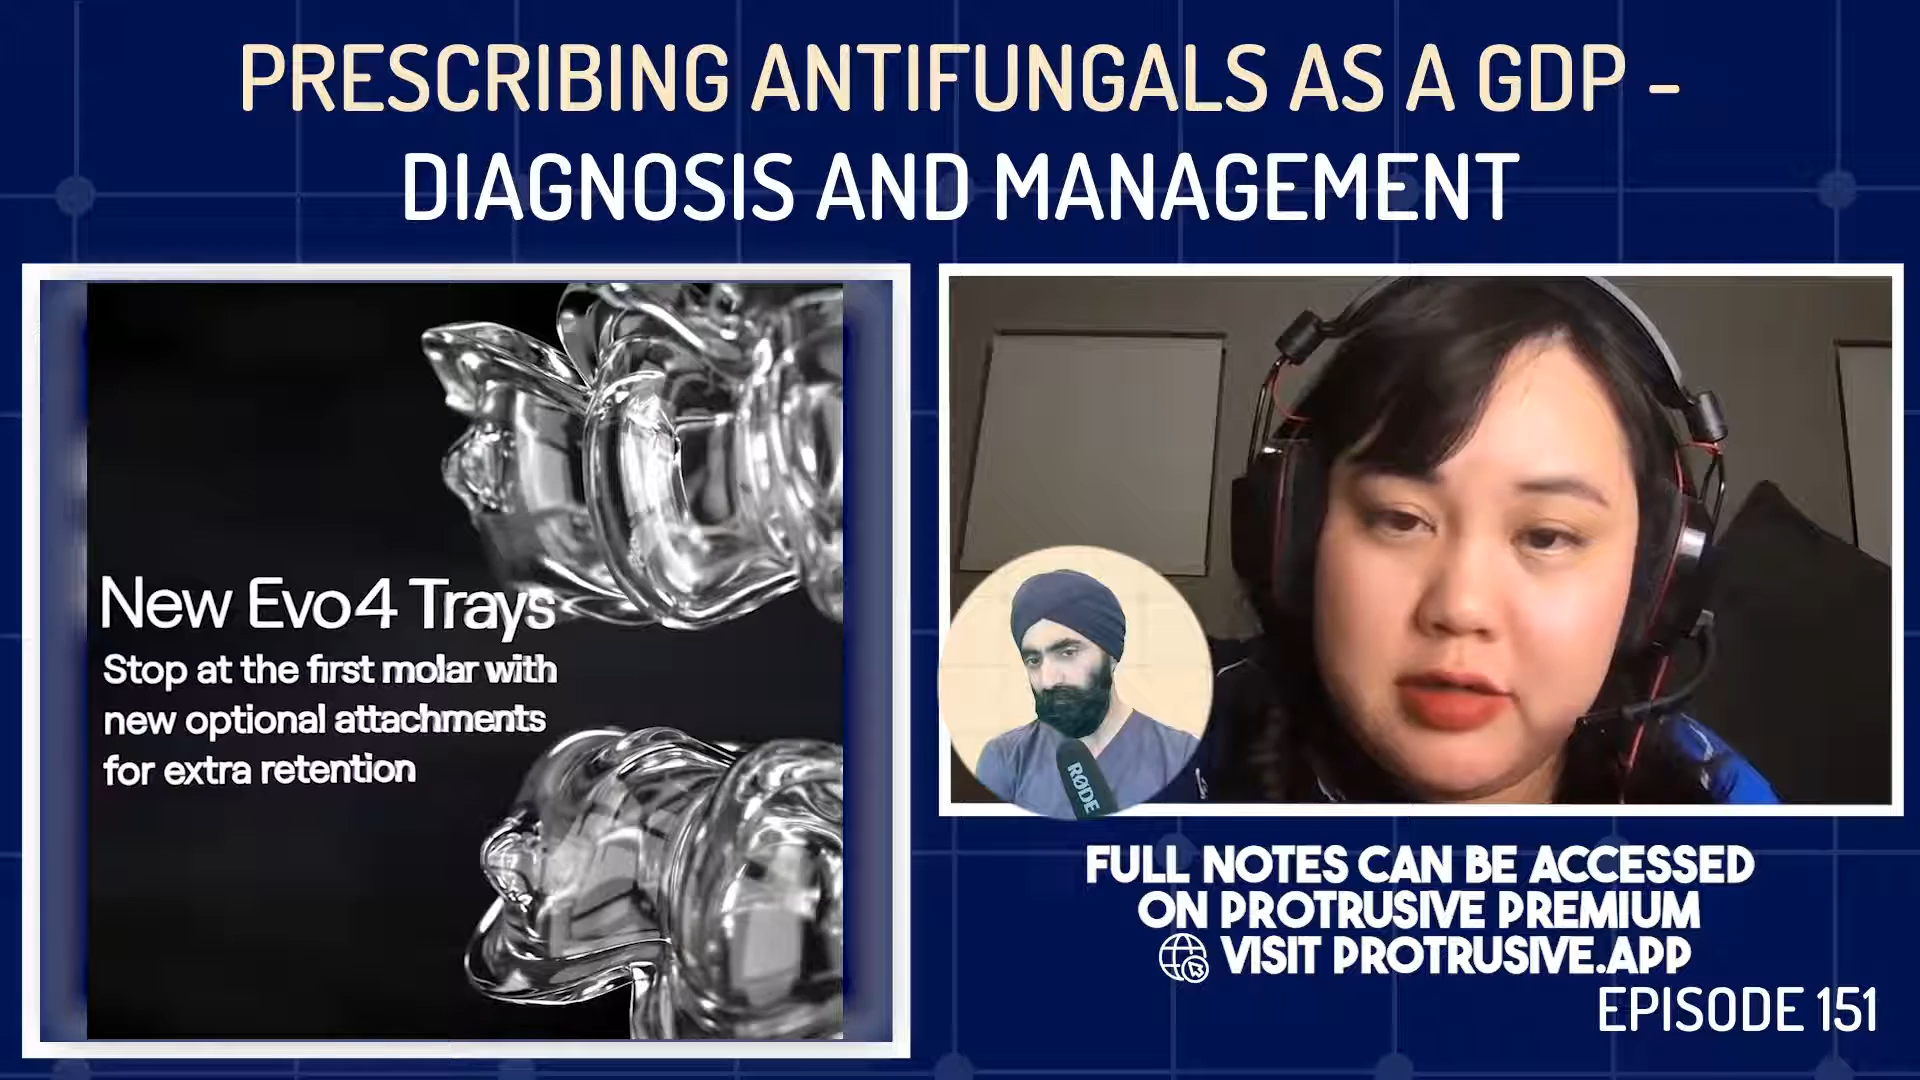 PRESCRIBING ANTIFUNGALS AS A GDP -
DIAGNOSIS AND MANAGEMENT
New Evo4 Trays
Stop at the first molar with
new optional attachments
for extra retention
RØDE
FULL NOTES CAN BE ACCESSED
ON PROTRUSIVE PREMIUM
VISIT PROTRUSIVE.APP
EPISODE 151